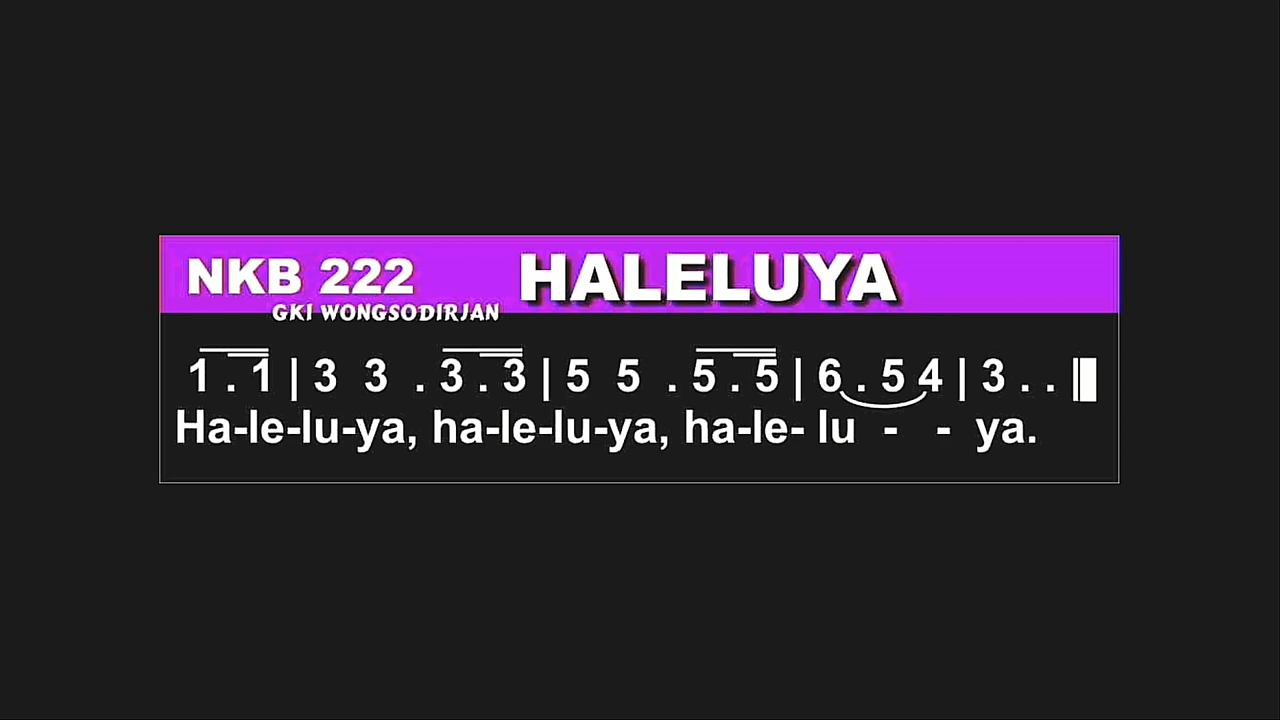 NKB 222 HALELUYA
GKI WONGSODIRJAN
1 . 1 | 3 3 . 3 . 3 | 5 5 . 5 . 5 | 6 . 5 4 | 3 . . ||
Ha-le-lu-ya, ha-le-lu-ya, ha-le- lu - - ya.